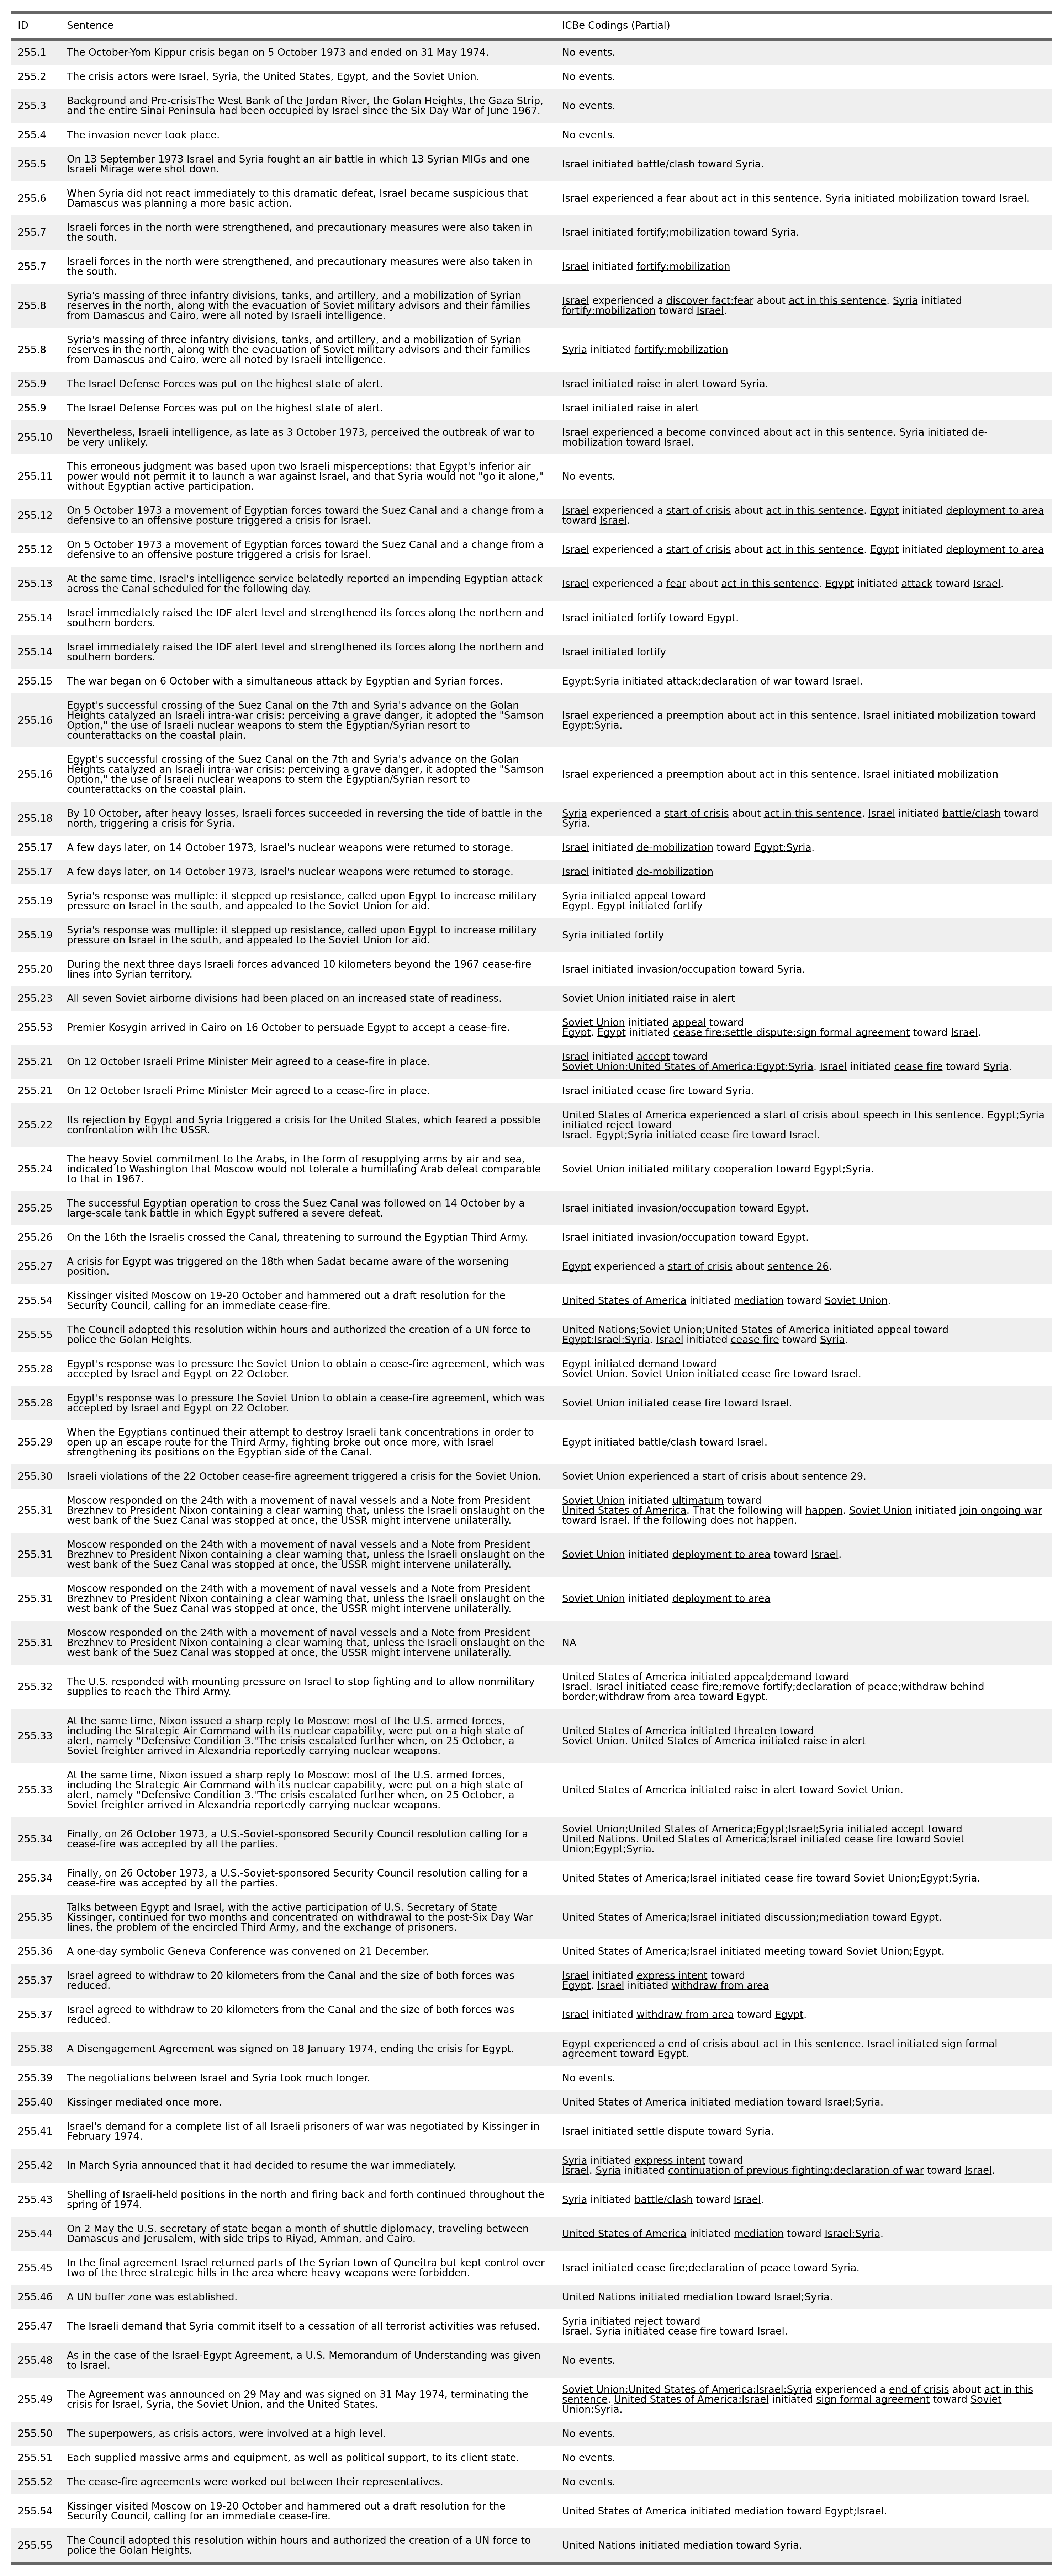 ID Sentence ICBe Codings (Partial)
255.1 The October-Yom Kippur crisis began on 5 October 1973 and ended on 31 May 1974. No events.
255.2 The crisis actors were Israel, Syria, the United States, Egypt, and the Soviet Union. No events.
255.3 Background and Pre-crisisThe West Bank of the Jordan River, the Golan Heights, the Gaza Strip,
and the entire Sinai Peninsula had been occupied by Israel since the Six Day War of June 1967. No events.
255.4 The invasion never took place. No events.
255.5 On 13 September 1973 Israel and Syria fought an air battle in which 13 Syrian MIGs and one
Israeli Mirage were shot down. Israel initiated battle/clash toward Syria.
255.6 When Syria did not react immediately to this dramatic defeat, Israel became suspicious that
Damascus was planning a more basic action. Israel experienced a fear about act in this sentence. Syria initiated mobilization toward Israel.
255.7 Israeli forces in the north were strengthened, and precautionary measures were also taken in
the south. Israel initiated fortify;mobilization toward Syria.
255.7 Israeli forces in the north were strengthened, and precautionary measures were also taken in
the south. Israel initiated fortify;mobilization
255.8 Syria's massing of three infantry divisions, tanks, and artillery, and a mobilization of Syrian
reserves in the north, along with the evacuation of Soviet military advisors and their families
from Damascus and Cairo, were all noted by Israeli intelligence. Israel experienced a discover fact;fear about act in this sentence. Syria initiated
fortify;mobilization toward Israel.
255.8 Syria's massing of three infantry divisions, tanks, and artillery, and a mobilization of Syrian
reserves in the north, along with the evacuation of Soviet military advisors and their families
from Damascus and Cairo, were all noted by Israeli intelligence. Syria initiated fortify;mobilization
255.9 The Israel Defense Forces was put on the highest state of alert. Israel initiated raise in alert toward Syria.
255.9 The Israel Defense Forces was put on the highest state of alert. Israel initiated raise in alert
255.10 Nevertheless, Israeli intelligence, as late as 3 October 1973, perceived the outbreak of war to
be very unlikely. Israel experienced a become convinced about act in this sentence. Syria initiated de-
mobilization toward Israel.
255.11 This erroneous judgment was based upon two Israeli misperceptions: that Egypt's inferior air
power would not permit it to launch a war against Israel, and that Syria would not "go it alone,"
without Egyptian active participation. No events.
255.12 On 5 October 1973 a movement of Egyptian forces toward the Suez Canal and a change from a
defensive to an offensive posture triggered a crisis for Israel. Israel experienced a start of crisis about act in this sentence. Egypt initiated deployment to area
toward Israel.
255.12 On 5 October 1973 a movement of Egyptian forces toward the Suez Canal and a change from a
defensive to an offensive posture triggered a crisis for Israel. Israel experienced a start of crisis about act in this sentence. Egypt initiated deployment to area
255.13 At the same time, Israel's intelligence service belatedly reported an impending Egyptian attack
across the Canal scheduled for the following day. Israel experienced a fear about act in this sentence. Egypt initiated attack toward Israel.
255.14 Israel immediately raised the IDF alert level and strengthened its forces along the northern and
southern borders. Israel initiated fortify toward Egypt.
255.14 Israel immediately raised the IDF alert level and strengthened its forces along the northern and
southern borders. Israel initiated fortify
255.15 The war began on 6 October with a simultaneous attack by Egyptian and Syrian forces. Egypt;Syria initiated attack;declaration of war toward Israel.
255.16 Egypt's successful crossing of the Suez Canal on the 7th and Syria's advance on the Golan
Heights catalyzed an Israeli intra-war crisis: perceiving a grave danger, it adopted the "Samson
Option," the use of Israeli nuclear weapons to stem the Egyptian/Syrian resort to
counterattacks on the coastal plain. Israel experienced a preemption about act in this sentence. Israel initiated mobilization toward
Egypt;Syria.
255.16 Egypt's successful crossing of the Suez Canal on the 7th and Syria's advance on the Golan
Heights catalyzed an Israeli intra-war crisis: perceiving a grave danger, it adopted the "Samson
Option," the use of Israeli nuclear weapons to stem the Egyptian/Syrian resort to
counterattacks on the coastal plain. Israel experienced a preemption about act in this sentence. Israel initiated mobilization
255.18 By 10 October, after heavy losses, Israeli forces succeeded in reversing the tide of battle in the
north, triggering a crisis for Syria. Syria experienced a start of crisis about act in this sentence. Israel initiated battle/clash toward
Syria.
255.17 A few days later, on 14 October 1973, Israel's nuclear weapons were returned to storage. Israel initiated de-mobilization toward Egypt;Syria.
255.17 A few days later, on 14 October 1973, Israel's nuclear weapons were returned to storage. Israel initiated de-mobilization
255.19 Syria's response was multiple: it stepped up resistance, called upon Egypt to increase military
pressure on Israel in the south, and appealed to the Soviet Union for aid. Syria initiated appeal toward
Egypt. Egypt initiated fortify
255.19 Syria's response was multiple: it stepped up resistance, called upon Egypt to increase military
pressure on Israel in the south, and appealed to the Soviet Union for aid. Syria initiated fortify
255.20 During the next three days Israeli forces advanced 10 kilometers beyond the 1967 cease-fire
lines into Syrian territory. Israel initiated invasion/occupation toward Syria.
255.23 All seven Soviet airborne divisions had been placed on an increased state of readiness. Soviet Union initiated raise in alert
255.53 Premier Kosygin arrived in Cairo on 16 October to persuade Egypt to accept a cease-fire. Soviet Union initiated appeal toward
Egypt. Egypt initiated cease fire;settle dispute;sign formal agreement toward Israel.
255.21 On 12 October Israeli Prime Minister Meir agreed to a cease-fire in place. Israel initiated accept toward
Soviet Union;United States of America;Egypt;Syria. Israel initiated cease fire toward Syria.
255.21 On 12 October Israeli Prime Minister Meir agreed to a cease-fire in place. Israel initiated cease fire toward Syria.
255.22 Its rejection by Egypt and Syria triggered a crisis for the United States, which feared a possible
confrontation with the USSR. United States of America experienced a start of crisis about speech in this sentence. Egypt;Syria
initiated reject toward
Israel. Egypt;Syria initiated cease fire toward Israel.
255.24 The heavy Soviet commitment to the Arabs, in the form of resupplying arms by air and sea,
indicated to Washington that Moscow would not tolerate a humiliating Arab defeat comparable
to that in 1967. Soviet Union initiated military cooperation toward Egypt;Syria.
255.25 The successful Egyptian operation to cross the Suez Canal was followed on 14 October by a
large-scale tank battle in which Egypt suffered a severe defeat. Israel initiated invasion/occupation toward Egypt.
255.26 On the 16th the Israelis crossed the Canal, threatening to surround the Egyptian Third Army. Israel initiated invasion/occupation toward Egypt.
255.27 A crisis for Egypt was triggered on the 18th when Sadat became aware of the worsening
position. Egypt experienced a start of crisis about sentence 26.
255.54 Kissinger visited Moscow on 19-20 October and hammered out a draft resolution for the
Security Council, calling for an immediate cease-fire. United States of America initiated mediation toward Soviet Union.
255.55 The Council adopted this resolution within hours and authorized the creation of a UN force to
police the Golan Heights. United Nations;Soviet Union;United States of America initiated appeal toward
Egypt;Israel;Syria. Israel initiated cease fire toward Syria.
255.28 Egypt's response was to pressure the Soviet Union to obtain a cease-fire agreement, which was
accepted by Israel and Egypt on 22 October. Egypt initiated demand toward
Soviet Union. Soviet Union initiated cease fire toward Israel.
255.28 Egypt's response was to pressure the Soviet Union to obtain a cease-fire agreement, which was
accepted by Israel and Egypt on 22 October. Soviet Union initiated cease fire toward Israel.
255.29 When the Egyptians continued their attempt to destroy Israeli tank concentrations in order to
open up an escape route for the Third Army, fighting broke out once more, with Israel
strengthening its positions on the Egyptian side of the Canal. Egypt initiated battle/clash toward Israel.
255.30 Israeli violations of the 22 October cease-fire agreement triggered a crisis for the Soviet Union. Soviet Union experienced a start of crisis about sentence 29.
255.31 Moscow responded on the 24th with a movement of naval vessels and a Note from President
Brezhnev to President Nixon containing a clear warning that, unless the Israeli onslaught on the
west bank of the Suez Canal was stopped at once, the USSR might intervene unilaterally. Soviet Union initiated ultimatum toward
United States of America. That the following will happen. Soviet Union initiated join ongoing war
toward Israel. If the following does not happen.
255.31 Moscow responded on the 24th with a movement of naval vessels and a Note from President
Brezhnev to President Nixon containing a clear warning that, unless the Israeli onslaught on the
west bank of the Suez Canal was stopped at once, the USSR might intervene unilaterally. Soviet Union initiated deployment to area toward Israel.
255.31 Moscow responded on the 24th with a movement of naval vessels and a Note from President
Brezhnev to President Nixon containing a clear warning that, unless the Israeli onslaught on the
west bank of the Suez Canal was stopped at once, the USSR might intervene unilaterally. Soviet Union initiated deployment to area
255.31 Moscow responded on the 24th with a movement of naval vessels and a Note from President
Brezhnev to President Nixon containing a clear warning that, unless the Israeli onslaught on the
west bank of the Suez Canal was stopped at once, the USSR might intervene unilaterally. NA
255.32 The U.S. responded with mounting pressure on Israel to stop fighting and to allow nonmilitary
supplies to reach the Third Army. United States of America initiated appeal;demand toward
Israel. Israel initiated cease fire;remove fortify;declaration of peace;withdraw behind
border;withdraw from area toward Egypt.
255.33 At the same time, Nixon issued a sharp reply to Moscow: most of the U.S. armed forces,
including the Strategic Air Command with its nuclear capability, were put on a high state of
alert, namely "Defensive Condition 3."The crisis escalated further when, on 25 October, a
Soviet freighter arrived in Alexandria reportedly carrying nuclear weapons. United States of America initiated threaten toward
Soviet Union. United States of America initiated raise in alert
255.33 At the same time, Nixon issued a sharp reply to Moscow: most of the U.S. armed forces,
including the Strategic Air Command with its nuclear capability, were put on a high state of
alert, namely "Defensive Condition 3."The crisis escalated further when, on 25 October, a
Soviet freighter arrived in Alexandria reportedly carrying nuclear weapons. United States of America initiated raise in alert toward Soviet Union.
255.34 Finally, on 26 October 1973, a U.S.-Soviet-sponsored Security Council resolution calling for a
cease-fire was accepted by all the parties. Soviet Union;United States of America;Egypt;Israel;Syria initiated accept toward
United Nations. United States of America;Israel initiated cease fire toward Soviet
Union;Egypt;Syria.
255.34 Finally, on 26 October 1973, a U.S.-Soviet-sponsored Security Council resolution calling for a
cease-fire was accepted by all the parties. United States of America;Israel initiated cease fire toward Soviet Union;Egypt;Syria.
255.35 Talks between Egypt and Israel, with the active participation of U.S. Secretary of State
Kissinger, continued for two months and concentrated on withdrawal to the post-Six Day War
lines, the problem of the encircled Third Army, and the exchange of prisoners. United States of America;Israel initiated discussion;mediation toward Egypt.
255.36 A one-day symbolic Geneva Conference was convened on 21 December. United States of America;Israel initiated meeting toward Soviet Union;Egypt.
255.37 Israel agreed to withdraw to 20 kilometers from the Canal and the size of both forces was
reduced. Israel initiated express intent toward
Egypt. Israel initiated withdraw from area
255.37 Israel agreed to withdraw to 20 kilometers from the Canal and the size of both forces was
reduced. Israel initiated withdraw from area toward Egypt.
255.38 A Disengagement Agreement was signed on 18 January 1974, ending the crisis for Egypt. Egypt experienced a end of crisis about act in this sentence. Israel initiated sign formal
agreement toward Egypt.
255.39 The negotiations between Israel and Syria took much longer. No events.
255.40 Kissinger mediated once more. United States of America initiated mediation toward Israel;Syria.
255.41 Israel's demand for a complete list of all Israeli prisoners of war was negotiated by Kissinger in
February 1974. Israel initiated settle dispute toward Syria.
255.42 In March Syria announced that it had decided to resume the war immediately. Syria initiated express intent toward
Israel. Syria initiated continuation of previous fighting;declaration of war toward Israel.
255.43 Shelling of Israeli-held positions in the north and firing back and forth continued throughout the
spring of 1974. Syria initiated battle/clash toward Israel.
255.44 On 2 May the U.S. secretary of state began a month of shuttle diplomacy, traveling between
Damascus and Jerusalem, with side trips to Riyad, Amman, and Cairo. United States of America initiated mediation toward Israel;Syria.
255.45 In the final agreement Israel returned parts of the Syrian town of Quneitra but kept control over
two of the three strategic hills in the area where heavy weapons were forbidden. Israel initiated cease fire;declaration of peace toward Syria.
255.46 A UN buffer zone was established. United Nations initiated mediation toward Israel;Syria.
255.47 The Israeli demand that Syria commit itself to a cessation of all terrorist activities was refused. Syria initiated reject toward
Israel. Syria initiated cease fire toward Israel.
255.48 As in the case of the Israel-Egypt Agreement, a U.S. Memorandum of Understanding was given
to Israel. No events.
255.49 The Agreement was announced on 29 May and was signed on 31 May 1974, terminating the
crisis for Israel, Syria, the Soviet Union, and the United States. Soviet Union;United States of America;Israel;Syria experienced a end of crisis about act in this
sentence. United States of America;Israel initiated sign formal agreement toward Soviet
Union;Syria.
255.50 The superpowers, as crisis actors, were involved at a high level. No events.
255.51 Each supplied massive arms and equipment, as well as political support, to its client state. No events.
255.52 The cease-fire agreements were worked out between their representatives. No events.
255.54 Kissinger visited Moscow on 19-20 October and hammered out a draft resolution for the
Security Council, calling for an immediate cease-fire. United States of America initiated mediation toward Egypt;Israel.
255.55 The Council adopted this resolution within hours and authorized the creation of a UN force to
police the Golan Heights. United Nations initiated mediation toward Syria.